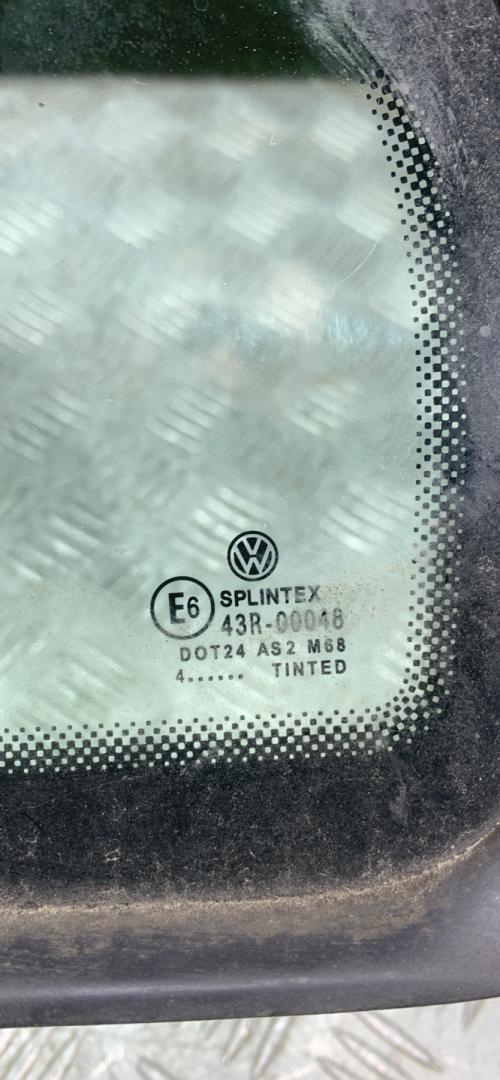 VW
E6
SPLINTEX
43R-00048
DOT24 AS2 M68
4...... TINTED